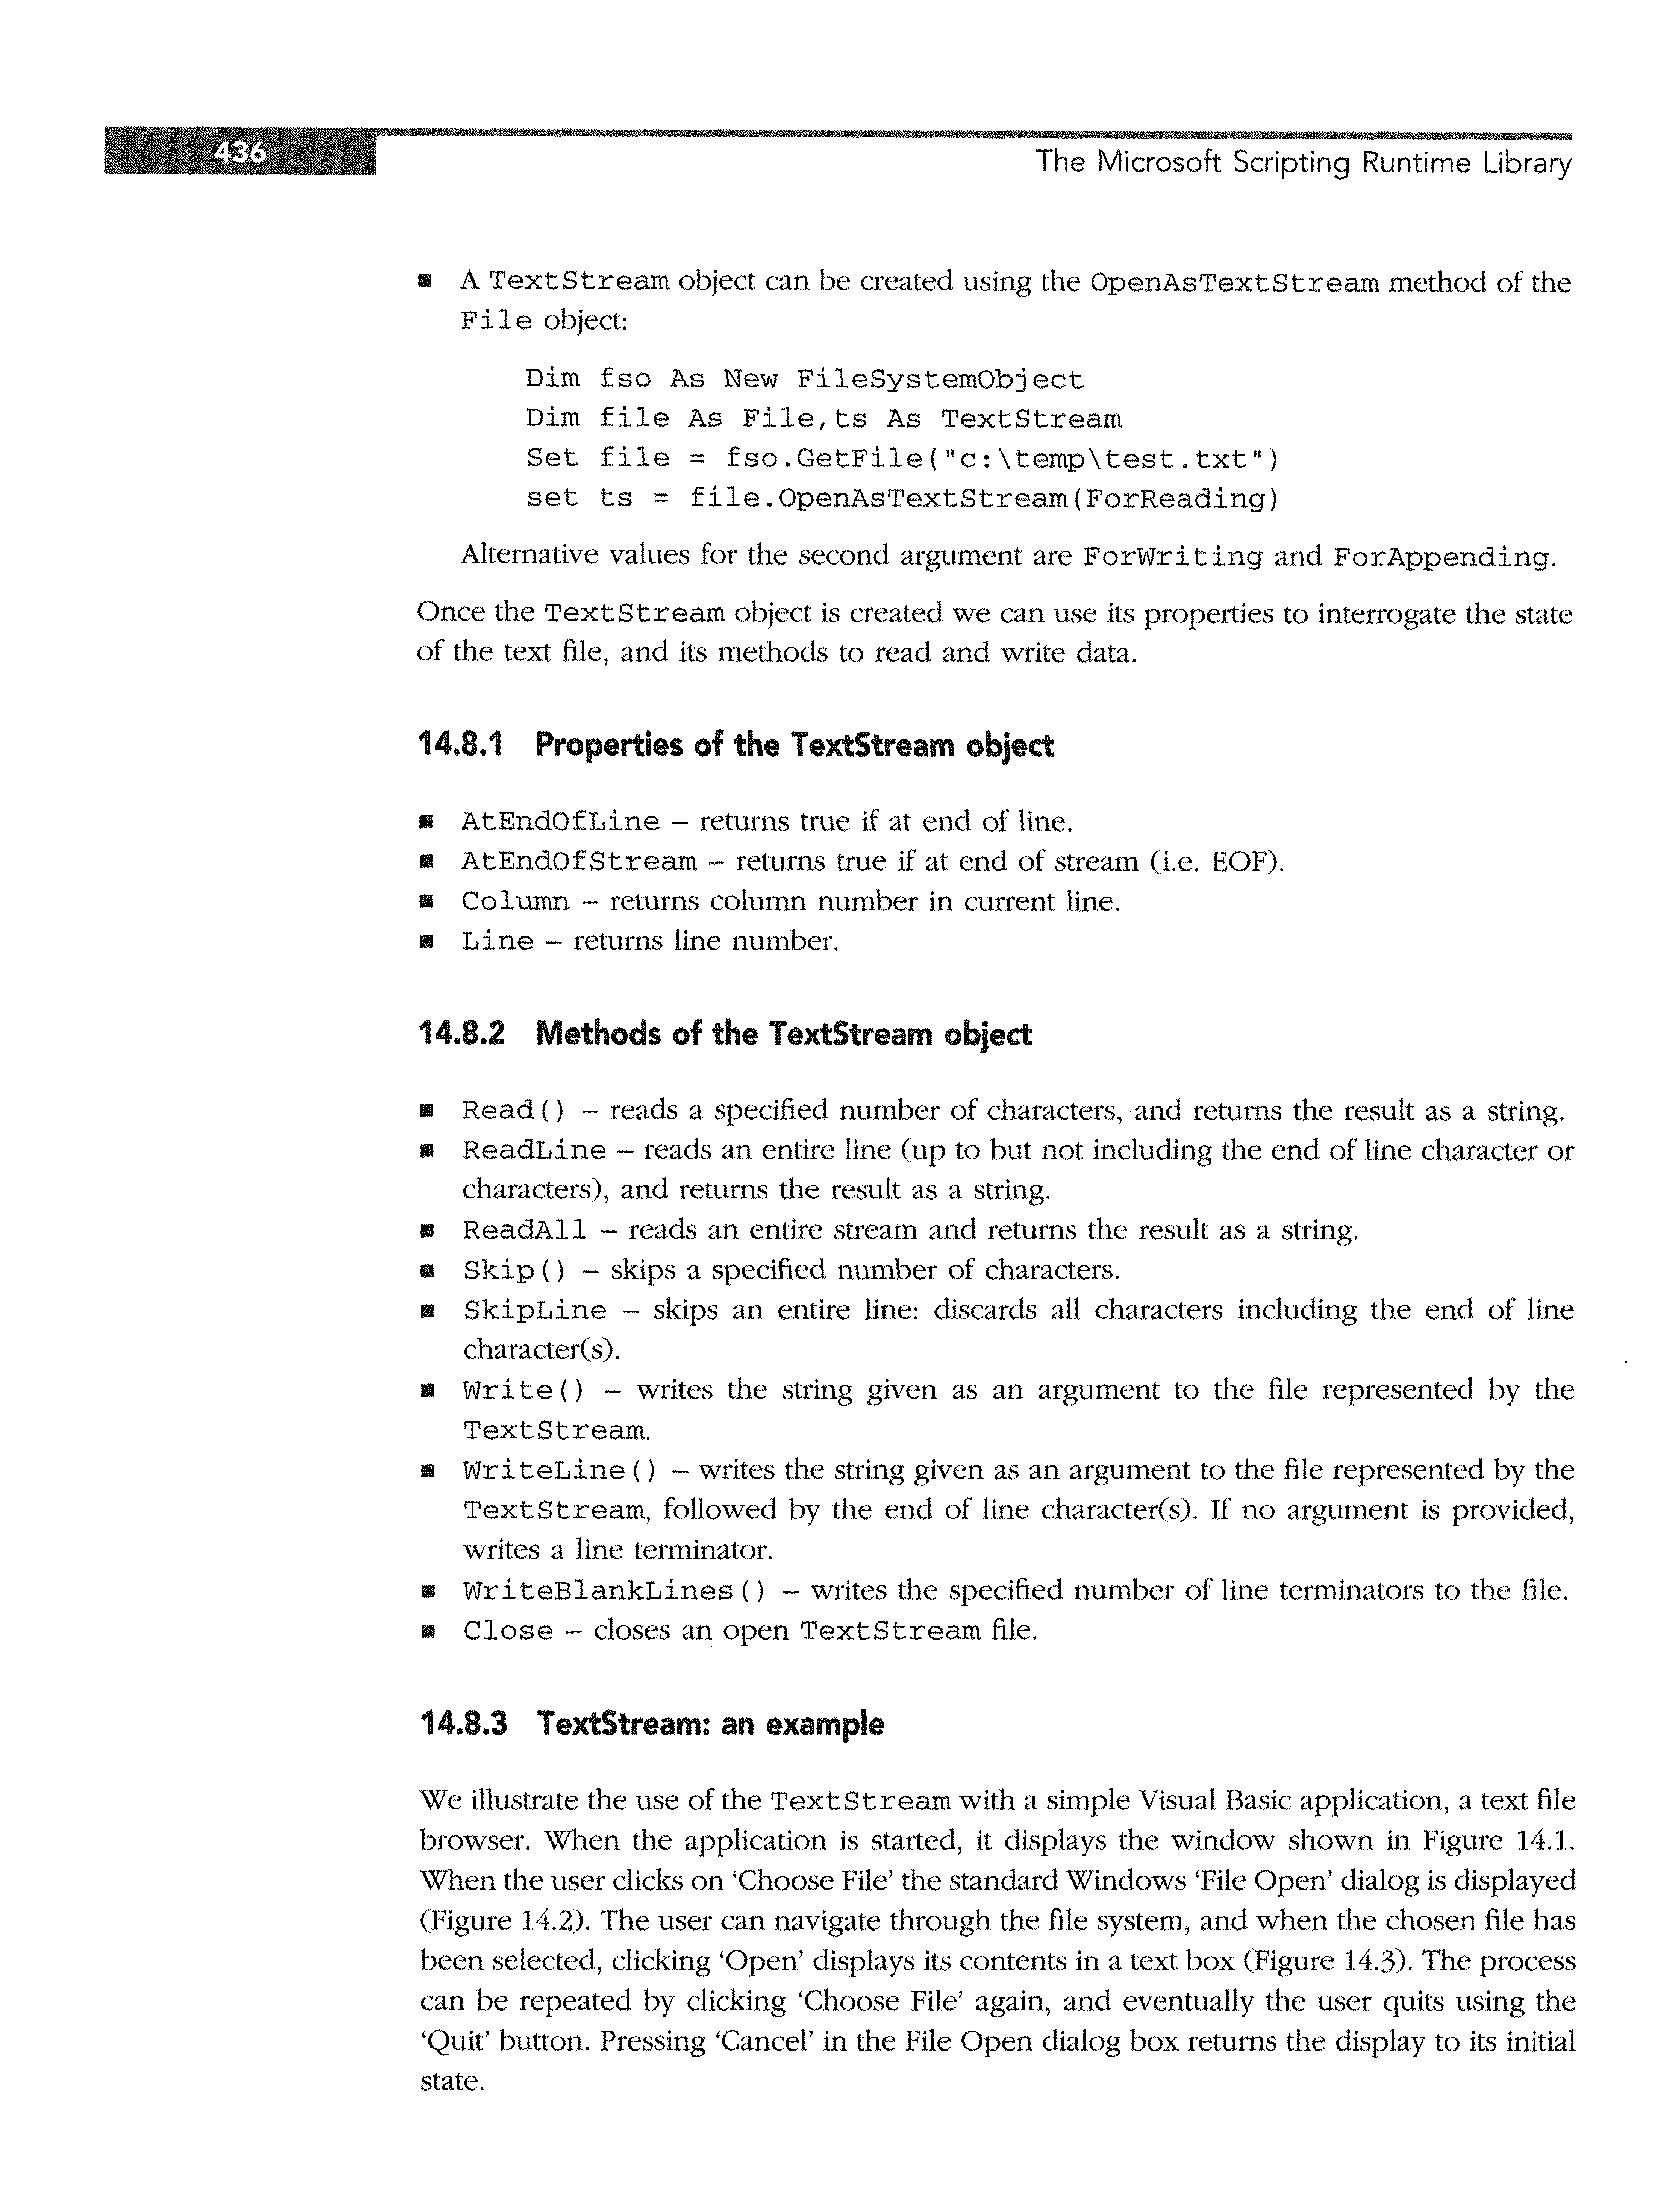 436
The Microsoft Scripting Runtime Library
■ A TextStream object can be created using the OpenAsTextStream method of the
File object:
Dim fso As New FileSystemObject
Dim file As File,ts As TextStream
Set file = fso.GetFile("c:\temp\test.txt")
set ts = file.OpenAsTextStream(ForReading)
Alternative values for the second argument are ForWriting and ForAppending.
Once the TextStream object is created we can use its properties to interrogate the state
of the text file, and its methods to read and write data.
14.8.1 Properties of the TextStream object
■ AtEndOfLine – returns true if at end of line.
■ AtEndOfStream – returns true if at end of stream (i.e. EOF).
■ Column – returns column number in current line.
■ Line – returns line number.
14.8.2 Methods of the TextStream object
■ Read() – reads a specified number of characters, and returns the result as a string.
■ ReadLine – reads an entire line (up to but not including the end of line character or
characters), and returns the result as a string.
■ ReadAll – reads an entire stream and returns the result as a string.
■ Skip() – skips a specified number of characters.
■ SkipLine – skips an entire line: discards all characters including the end of line
character(s).
■ Write() – writes the string given as an argument to the file represented by the
TextStream.
■ WriteLine() – writes the string given as an argument to the file represented by the
TextStream, followed by the end of line character(s). If no argument is provided,
writes a line terminator.
■ WriteBlankLines() – writes the specified number of line terminators to the file.
■ Close – closes an open TextStream file.
14.8.3 TextStream: an example
We illustrate the use of the TextStream with a simple Visual Basic application, a text file
browser. When the application is started, it displays the window shown in Figure 14.1.
When the user clicks on ‘Choose File’ the standard Windows ‘File Open’ dialog is displayed
(Figure 14.2). The user can navigate through the file system, and when the chosen file has
been selected, clicking ‘Open’ displays its contents in a text box (Figure 14.3). The process
can be repeated by clicking ‘Choose File’ again, and eventually the user quits using the
‘Quit’ button. Pressing ‘Cancel’ in the File Open dialog box returns the display to its initial
state.